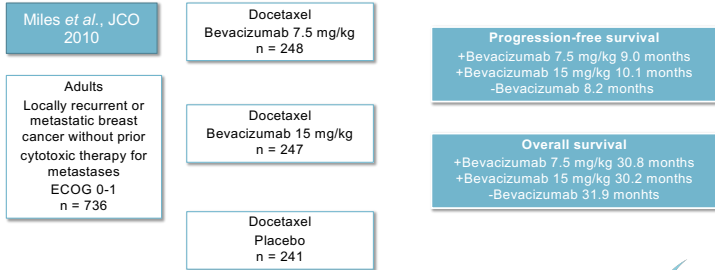 Miles et al., JCO
2010
Adults
Locally recurrent or
metastatic breast
cancer without prior
cytotoxic therapy for
metastases
ECOG 0-1
n = 736
Docetaxel
Bevacizumab 7.5 mg/kg
n = 248
Docetaxel
Bevacizumab 15 mg/kg
n = 247
Docetaxel
Placebo
n = 241
Progression-free survival
+Bevacizumab 7.5 mg/kg 9.0 months
+Bevacizumab 15 mg/kg 10.1 months
-Bevacizumab 8.2 months
Overall survival
+Bevacizumab 7.5 mg/kg 30.8 months
+Bevacizumab 15 mg/kg 30.2 months
-Bevacizumab 31.9 monhts